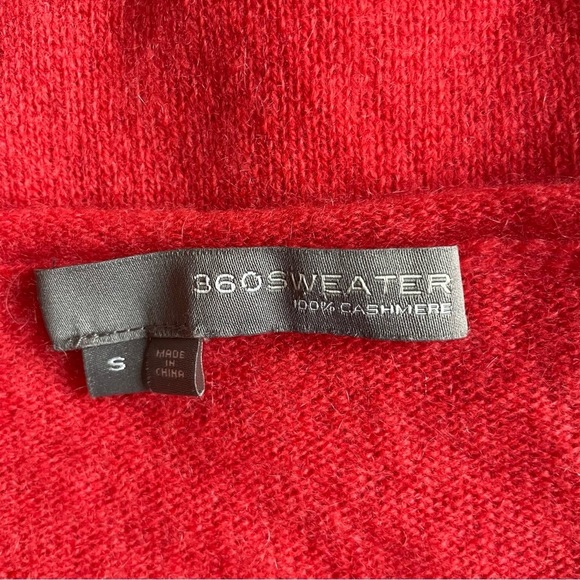 360SWEATER
100% CASHMERE
S
MADE
IN
CHINA